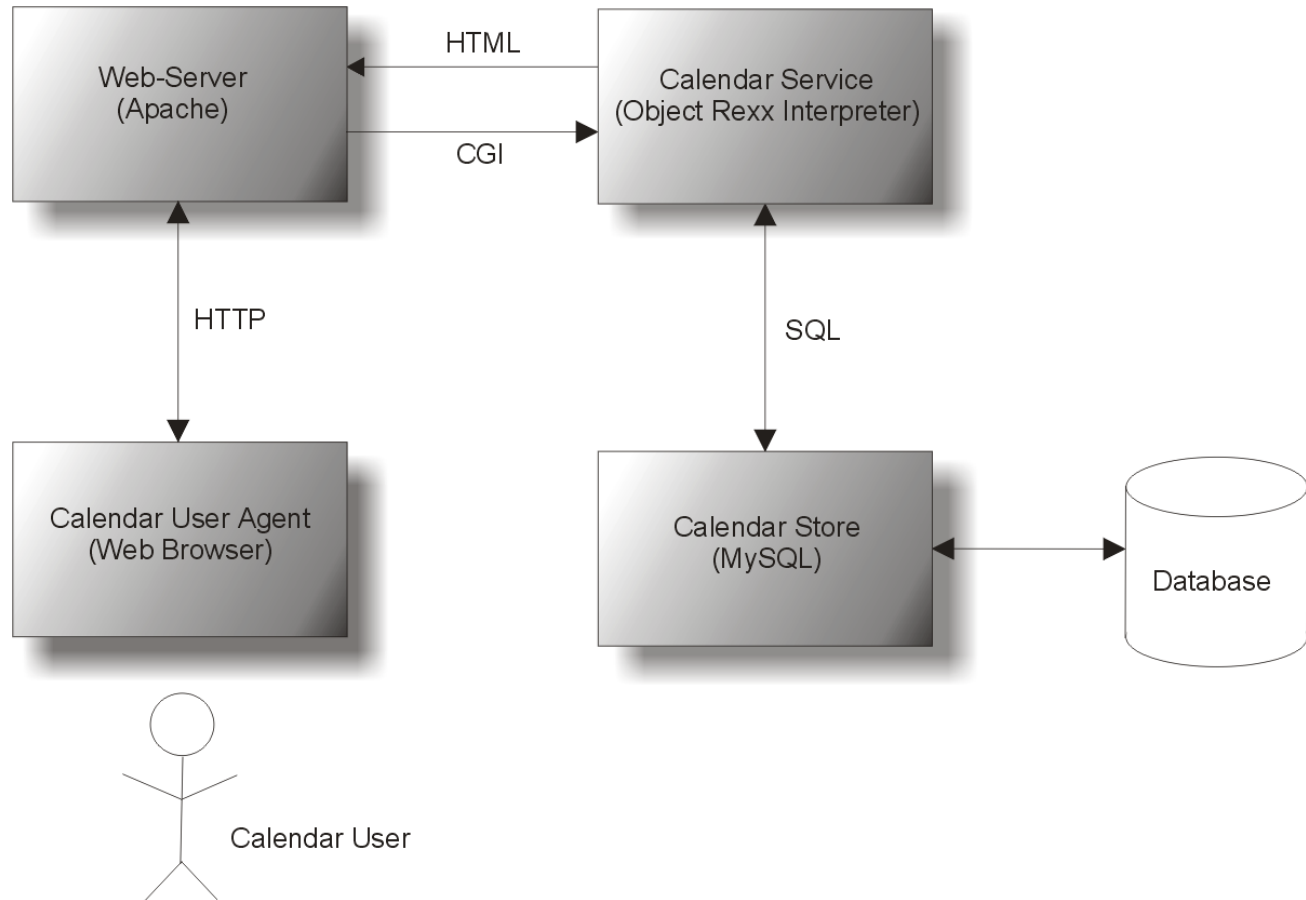 Web-Server
(Apache)
HTML
CGI
Calendar Service
(Object Rexx Interpreter)
HTTP
SQL
Calendar User Agent
(Web Browser)
Calendar Store
(MySQL)
Database
Calendar User